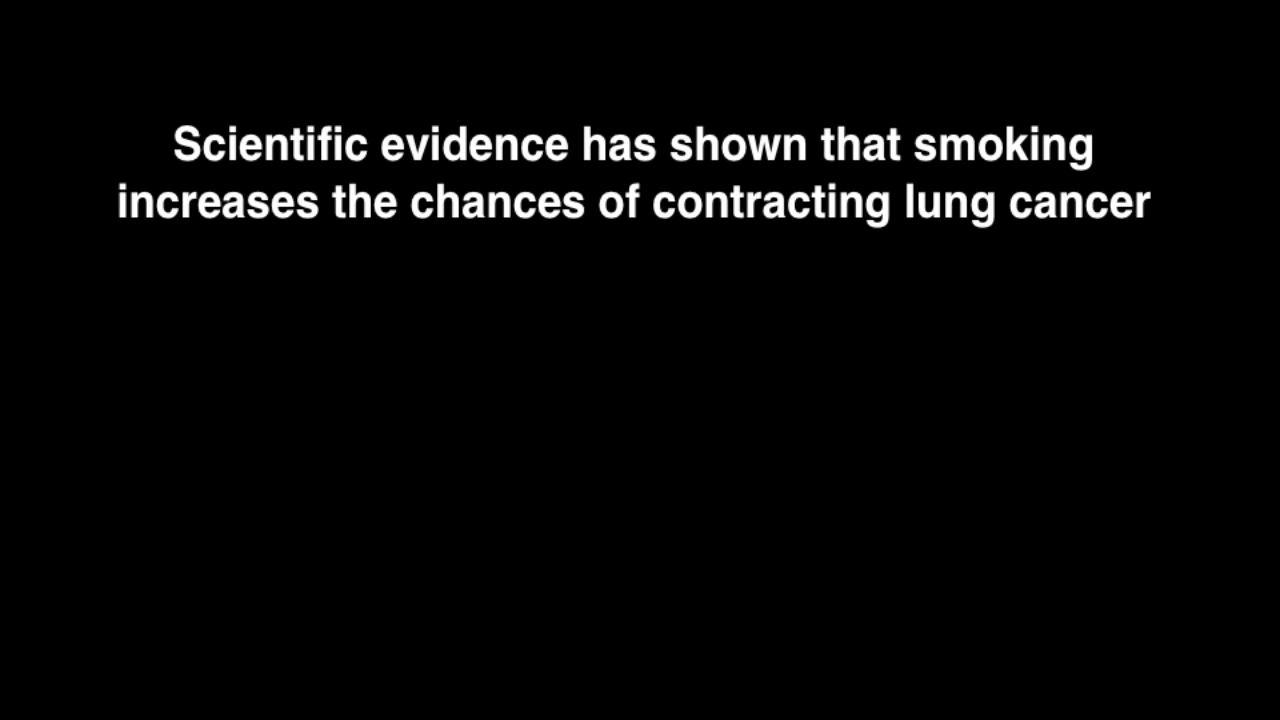 Scientific evidence has shown that smoking
increases the chances of contracting lung cancer